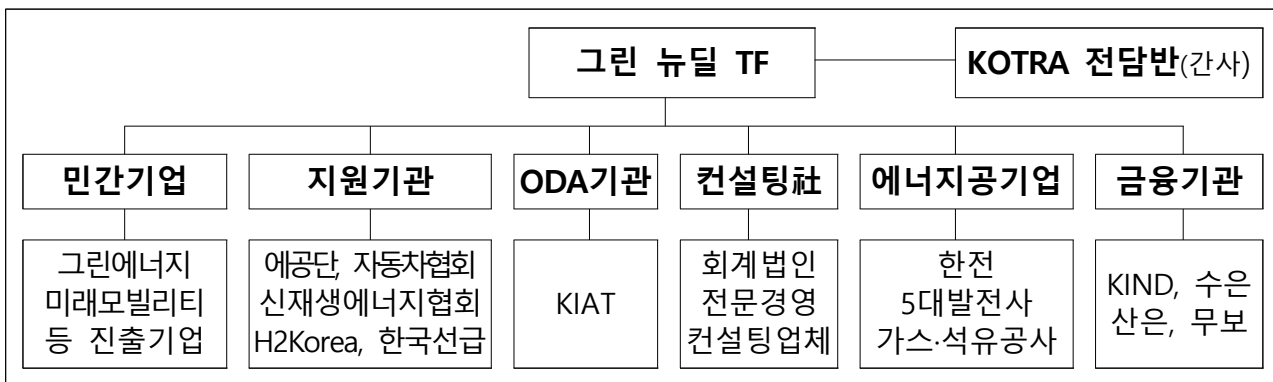 그린 뉴딜 TF
KOTRA 전담반(간사)
민간기업
지원기관
ODA기관
컨설팅社
에너지공기업
금융기관
그린에너지
미래모빌리티
등 진출기업
에공단, 자동차협회
신재생에너지협회
H2Korea, 한국선급
KIAT
회계법인
전문경영
컨설팅업체
한전
5대발전사
가스·석유공사
KIND, 수은
산은, 무보